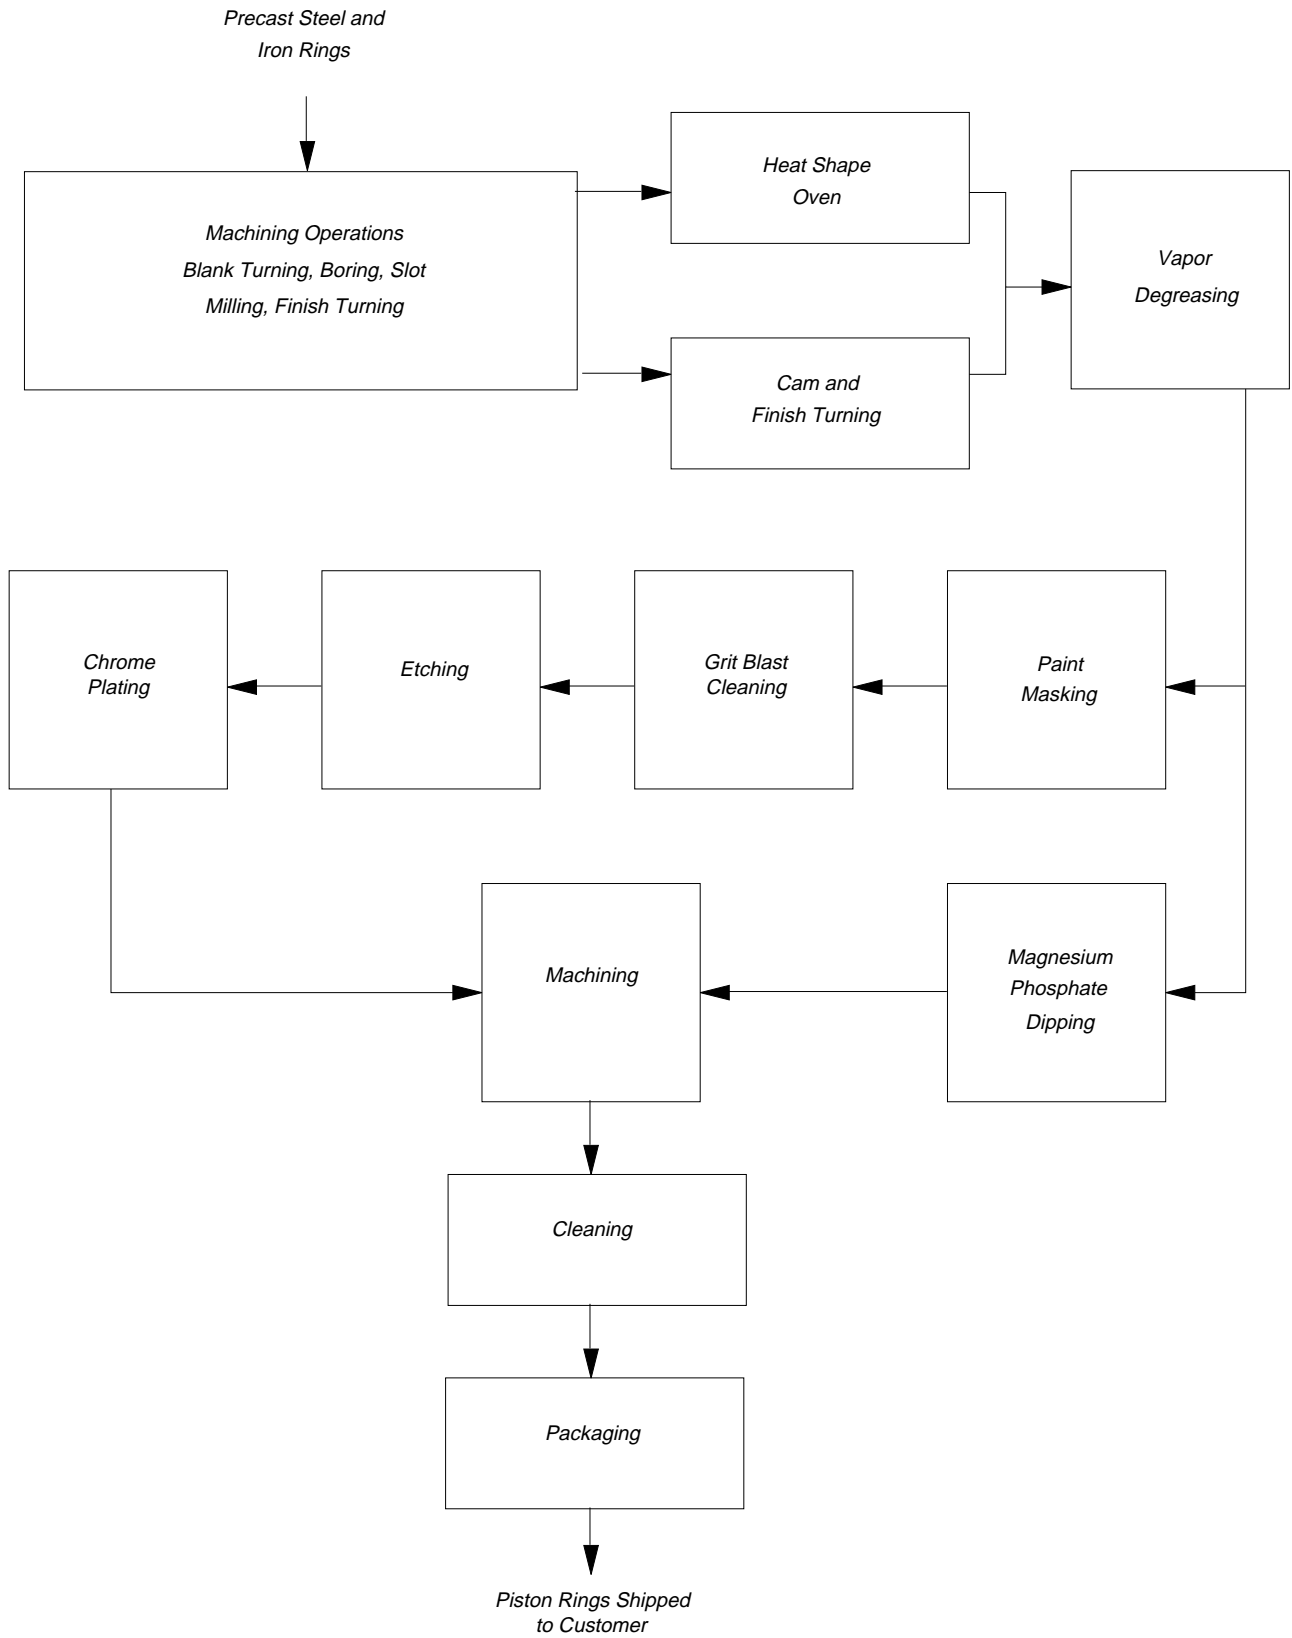 Precast Steel and
Iron Rings
Machining Operations
Blank Turning, Boring, Slot
Milling, Finish Turning
Heat Shape
Oven
Cam and
Finish Turning
Vapor
Degreasing
Chrome
Plating
Etching
Grit Blast
Cleaning
Paint
Masking
Machining
Magnesium
Phosphate
Dipping
Cleaning
Packaging
Piston Rings Shipped
to Customer